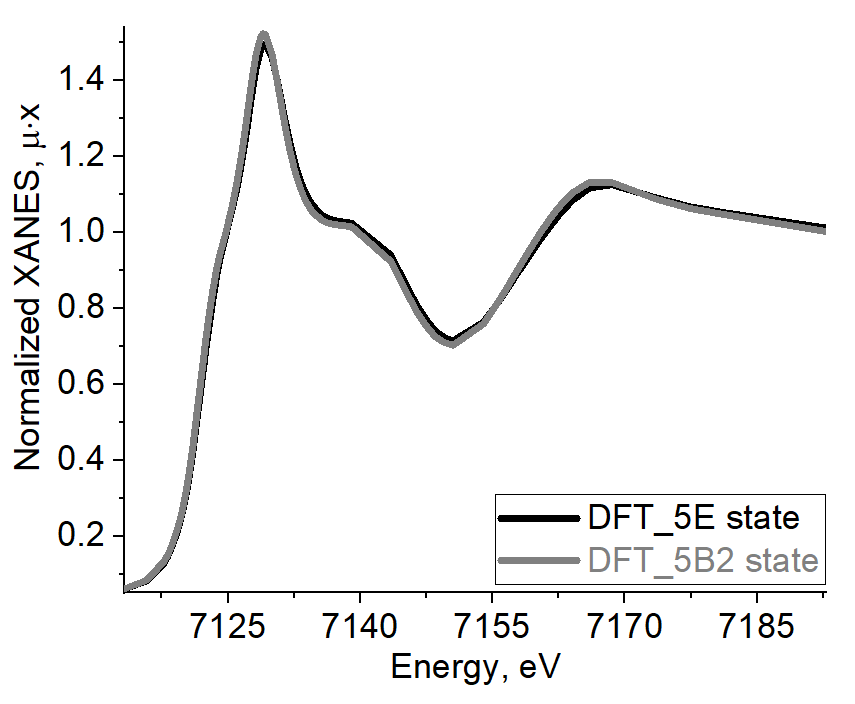 Normalized XANES, μ·x
1.4
1.2
1.0
0.8
0.6
0.4
0.2
DFT_5E state
DFT_5B2 state
7125 7140 7155 7170 7185
Energy, eV